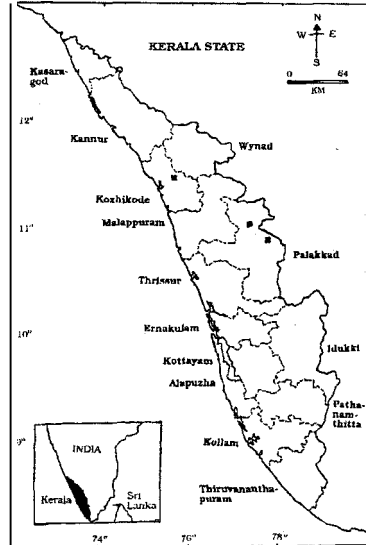 KERALA STATE
N
W E
S
0 64
KM
Kasara-
god
12°
Kannur
Wynad
Kozhikode
11°
Malappuram
Palakkad
Thrissur
10°
Ernakulam
Idukki
Kottayam
Alapuzha
Patha-
nam-
thitta
9°
Kollam
INDIA
Kerala
Sri
Lanka
Thiruvanantha-
puram
74° 76° 78°